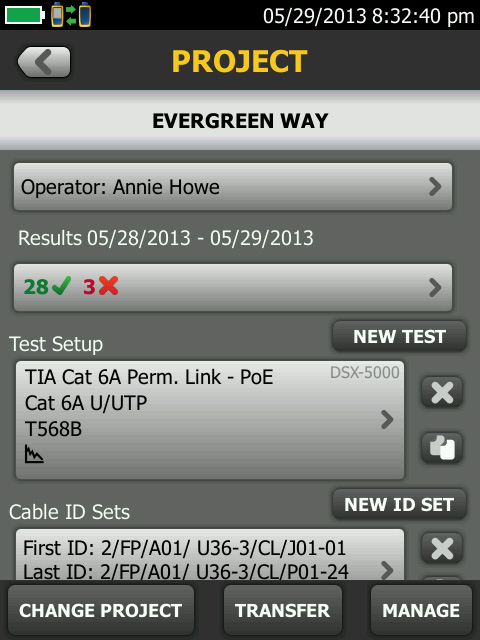 05/29/2013 8:32:40 pm
PROJECT
EVERGREEN WAY
Operator: Annie Howe
Results 05/28/2013 - 05/29/2013
28 3
NEW TEST
Test Setup
TIA Cat 6A Perm. Link - PoE
DSX-5000
Cat 6A U/UTP
T568B
NEW ID SET
Cable ID Sets
First ID: 2/FP/A01/ U36-3/CL/J01-01
Last ID: 2/FP/A01/ U36-3/CL/P01-24
CHANGE PROJECT
TRANSFER
MANAGE